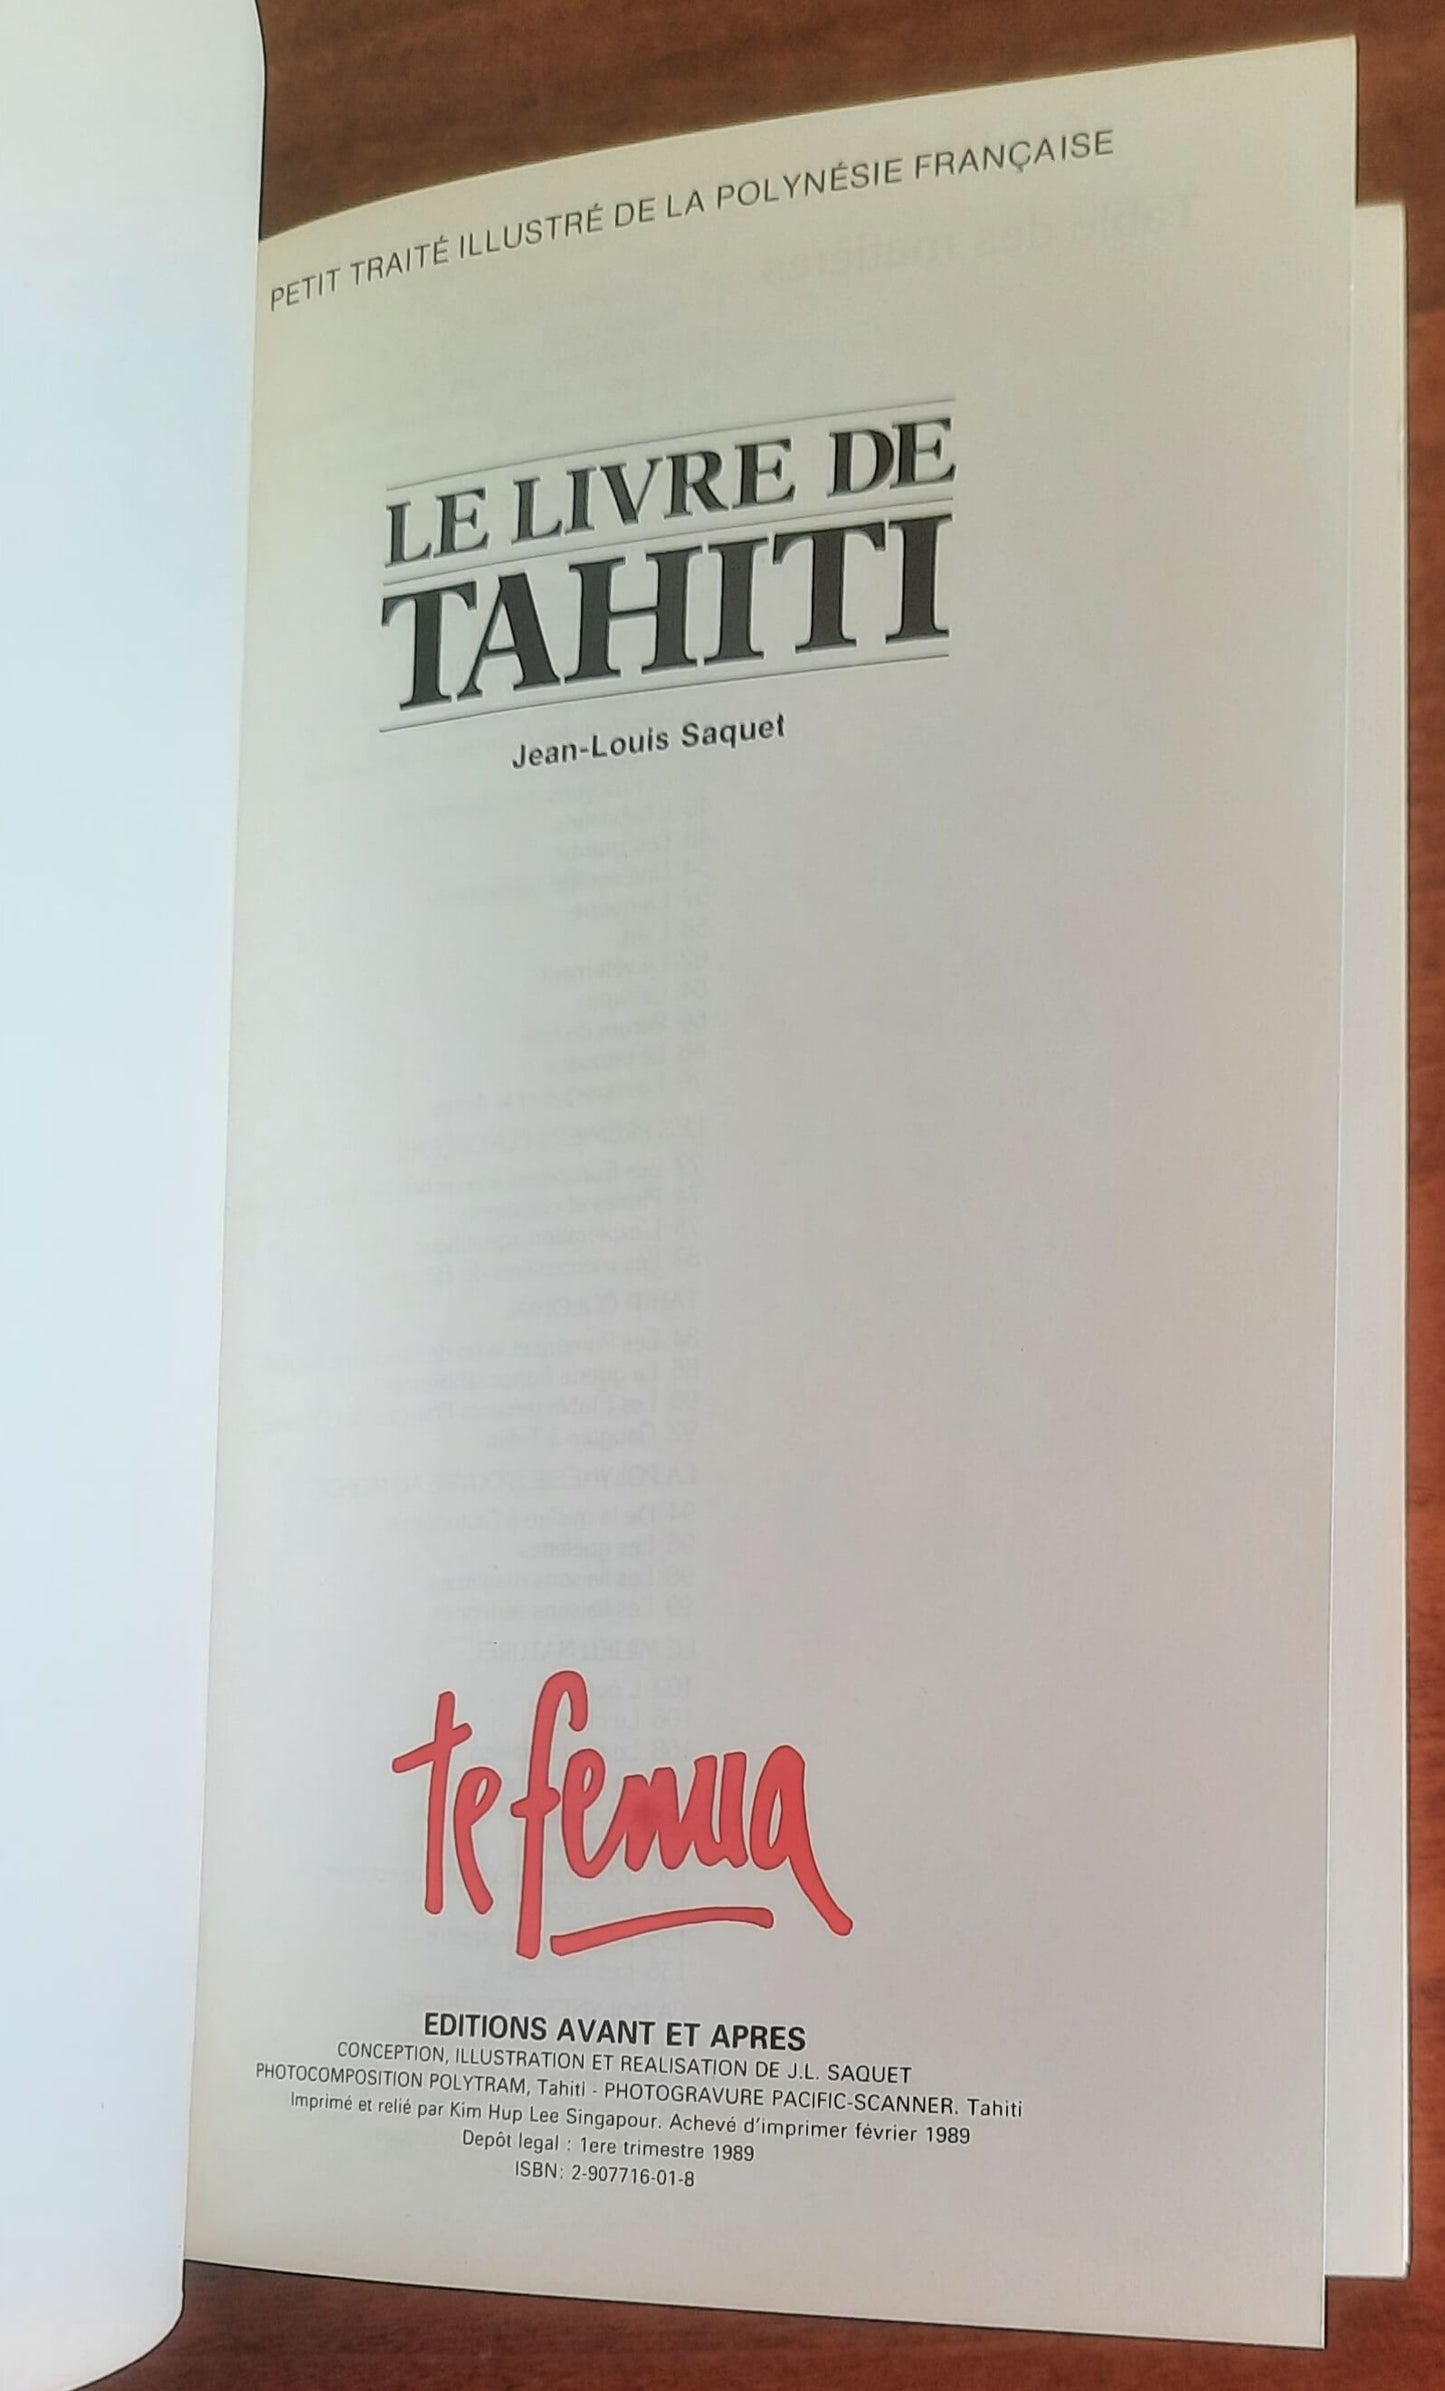 PETIT TRAITÉ ILLUSTRÉ DE LA POLYNÉSIE FRANÇAISE
LE LIVRE DE
TAHITI
Jean-Louis Saquet
te fenua
EDITIONS AVANT ET APRES
CONCEPTION, ILLUSTRATION ET REALISATION DE J.L. SAQUET
PHOTOCOMPOSITION POLYTRAM, Tahiti - PHOTOGRAVURE PACIFIC-SCANNER. Tahiti
Imprimé et relié par Kim Hup Lee Singapour. Achevé d'imprimer février 1989
Depôt legal : 1ere trimestre 1989
ISBN: 2-907716-01-8